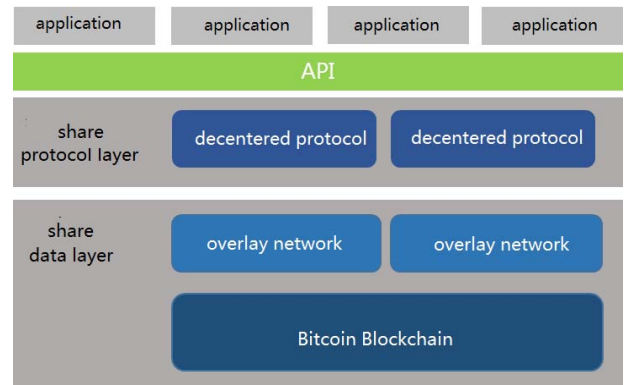 application
application
application
application
API
share
protocol layer
decentered protocol
decentered protocol
share
data layer
overlay network
overlay network
Bitcoin Blockchain